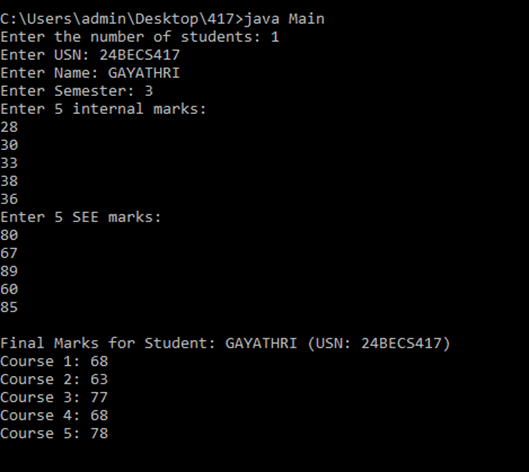 C:\Users\admin\Desktop\417>java Main
Enter the number of students: 1
Enter USN: 24BECS417
Enter Name: GAYATHRI
Enter Semester: 3
Enter 5 internal marks:
28
30
33
38
36
Enter 5 SEE marks:
80
67
89
60
85
Final Marks for Student: GAYATHRI (USN: 24BECS417)
Course 1: 68
Course 2: 63
Course 3: 77
Course 4: 68
Course 5: 78